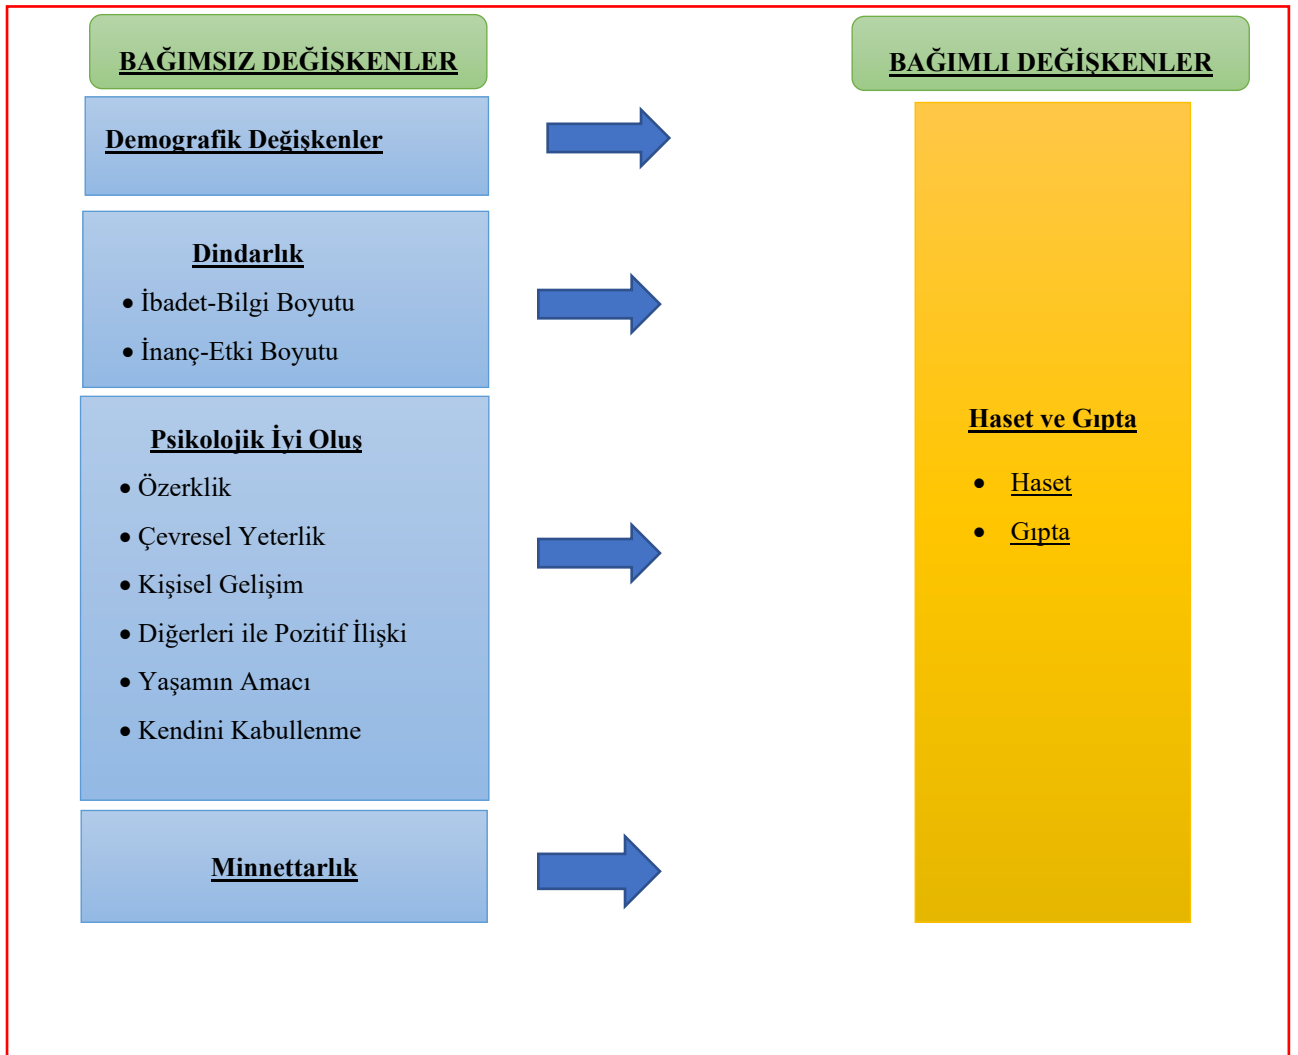 BAĞIMSIZ DEĞİŞKENLER
Demografik Değişkenler
Dindarlık
• İbadet-Bilgi Boyutu
• İnanç-Etki Boyutu
Psikolojik İyi Oluş
• Özerklik
• Çevresel Yeterlik
• Kişisel Gelişim
• Diğerleri ile Pozitif İlişki
• Yaşamın Amacı
• Kendini Kabullenme
Minnettarlık
BAĞIMLI DEĞİŞKENLER
Haset ve Gıpta
• Haset
• Gıpta